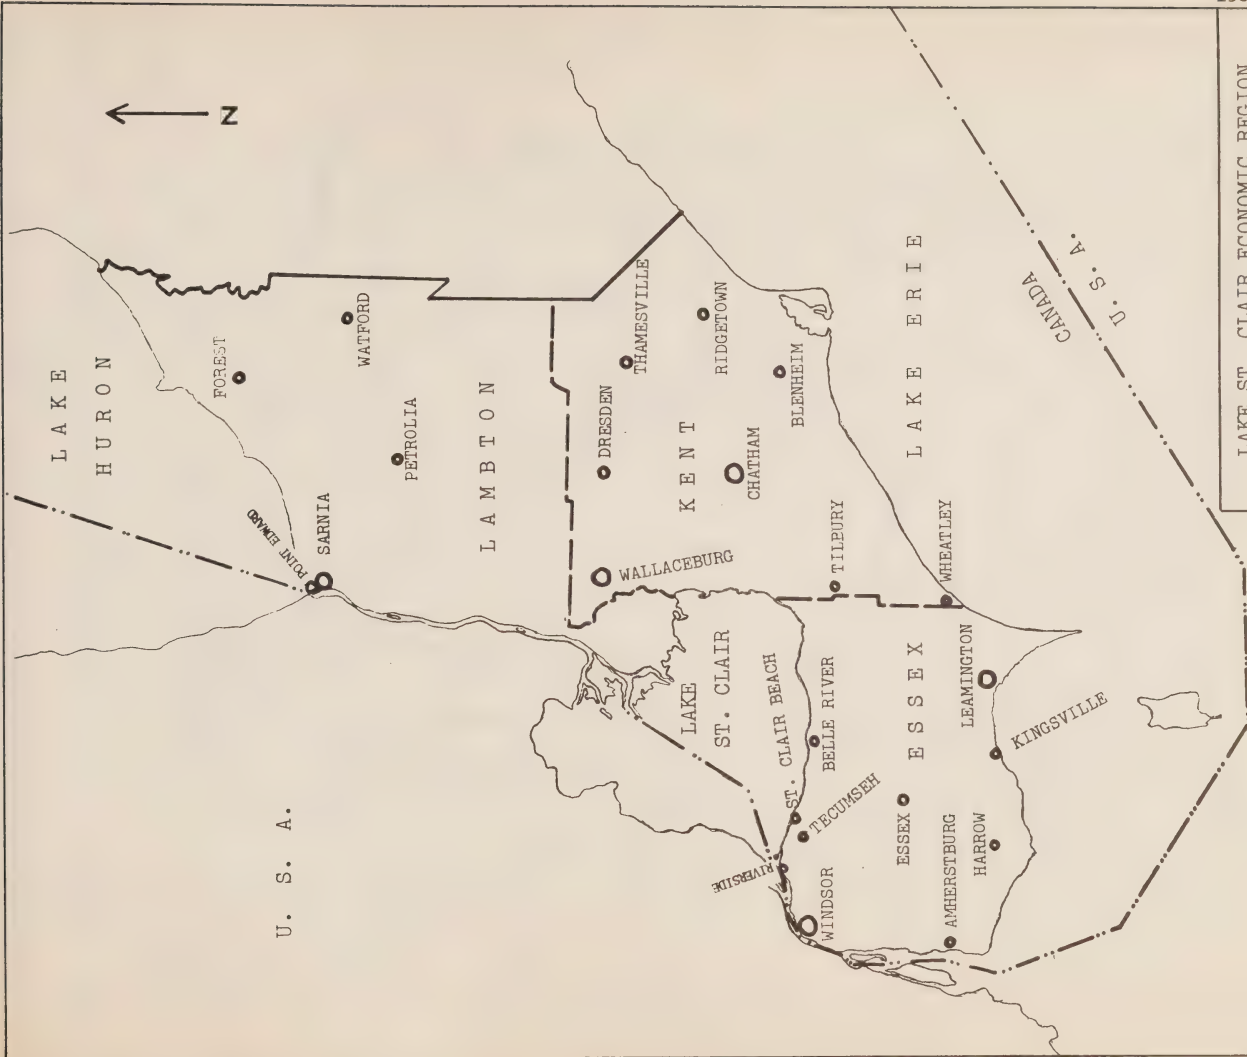 LAKE
HURON
Z
FOREST
WATFORD
PETROLIA
LAMBTON
POINT EDWARD
SARNIA
U. S. A.
DRESDEN
THAMESVILLE
RIDGETOWN
KENT
BLENHEIM
CHATHAM
WALLACEBURG
TILBURY
WHEATLEY
LAKE ERIE
CANADA
U. S. A.
LAKE
ST. CLAIR
ST. CLAIR BEACH
BELLE RIVER
TECUMSEH
RIVERSIDE
WINDSOR
ESSEX
ESSEX
LEAMINGTON
KINGSVILLE
HARROW
AMHERSTBURG
LAKE ST. CLAIR ECONOMIC REGION